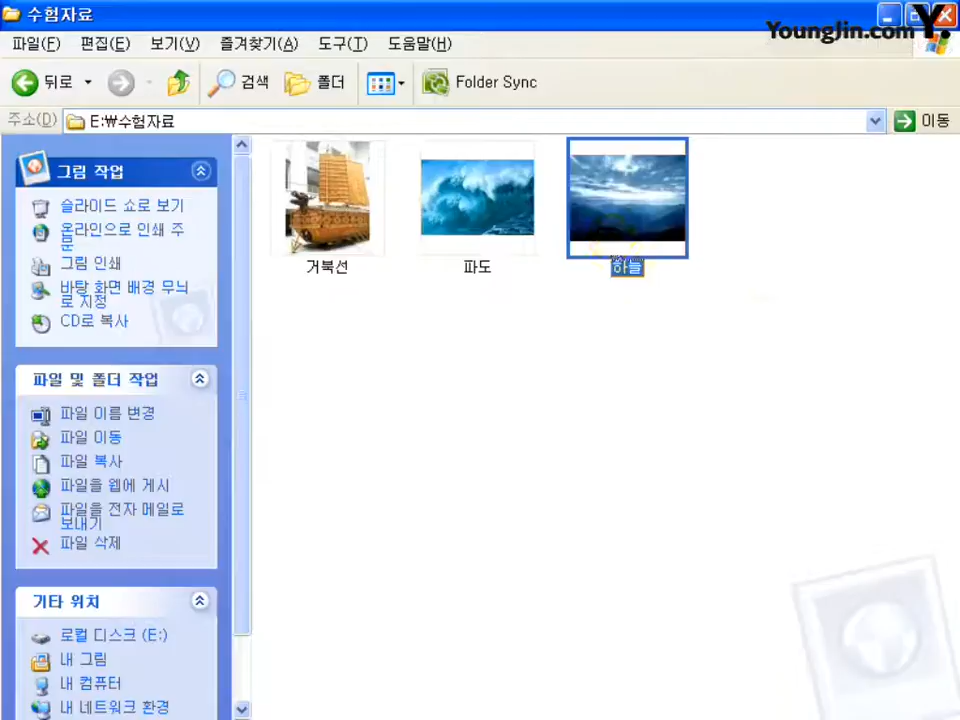 수험자료
파일(F) 편집(E) 보기(V) 즐겨찾기(A) 도구(T) 도움말(H)
YoungJin.com Y.
뒤로 검색 폴더 Folder Sync
주소(D) E:₩수험자료 이동
그림 작업
슬라이드 쇼로 보기
온라인으로 인쇄 주
문
그림 인쇄
바탕 화면 배경 무늬
로 지정
CD로 복사
거북선 파도 하늘
파일 및 폴더 작업
파일 이름 변경
파일 이동
파일 복사
파일을 웹에 게시
파일을 전자 메일로
보내기
파일 삭제
기타 위치
로컬 디스크 (E:)
내 그림
내 컴퓨터
내 네트워크 환경